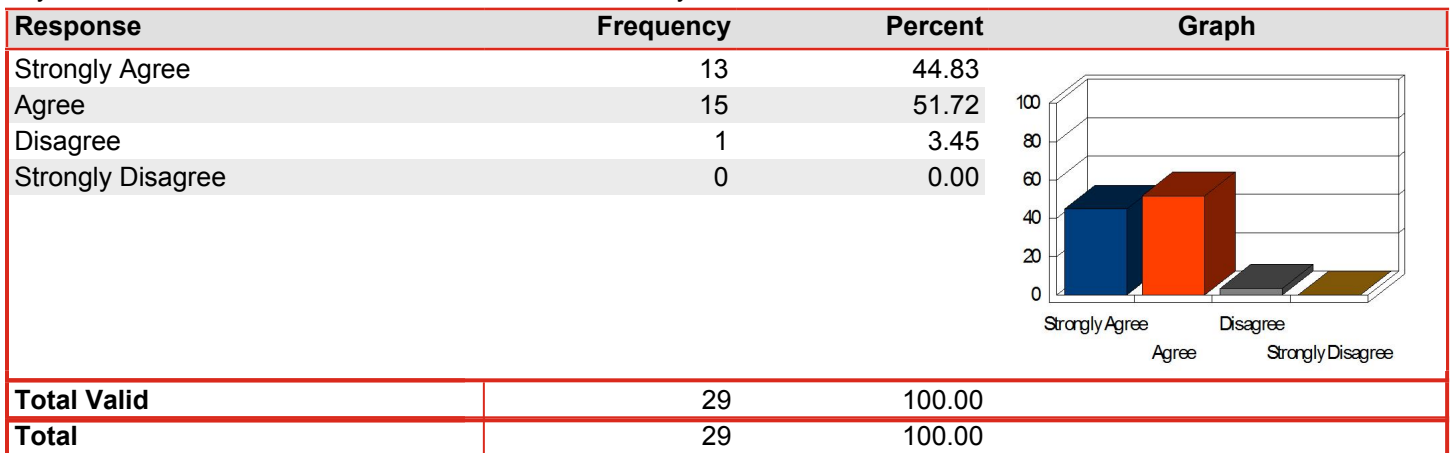 Response Frequency Percent Graph
Strongly Agree 13 44.83
Agree 15 51.72
Disagree 1 3.45
Strongly Disagree 0 0.00
100
80
60
40
20
0
Strongly Agree Disagree
Agree Strongly Disagree
Total Valid 29 100.00
Total 29 100.00